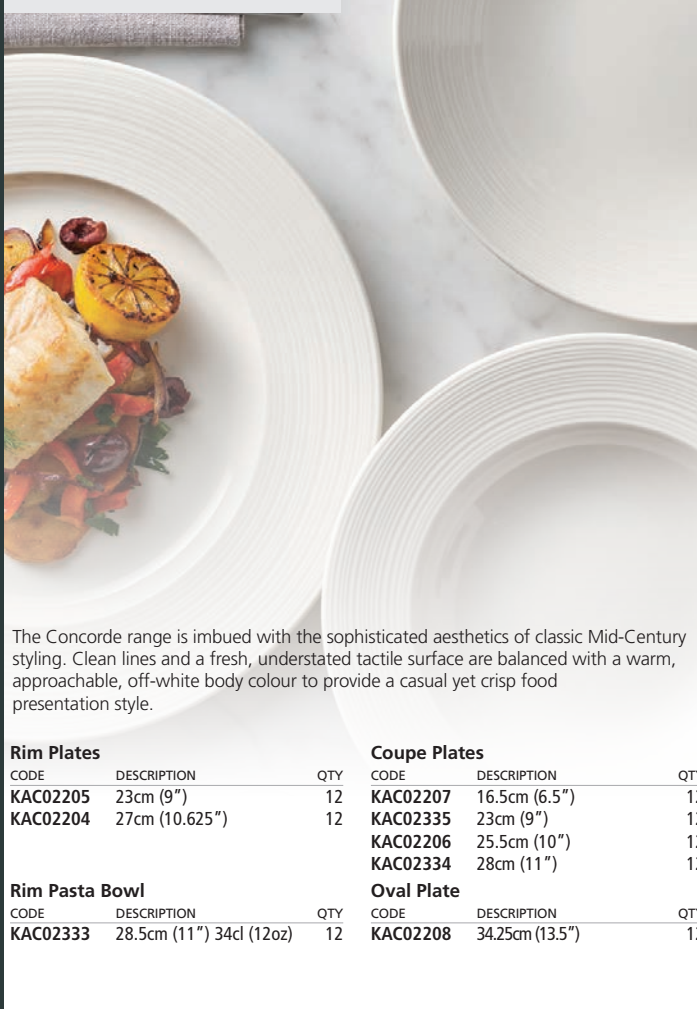 The Concorde range is imbued with the sophisticated aesthetics of classic Mid-Century
styling. Clean lines and a fresh, understated tactile surface are balanced with a warm,
approachable, off-white body colour to provide a casual yet crisp food
presentation style.
Rim Plates
CODE DESCRIPTION QTY
KAC02205 23cm (9″) 12
KAC02204 27cm (10.625″) 12
Rim Pasta Bowl
CODE DESCRIPTION QTY
KAC02333 28.5cm (11″) 34cl (12oz) 12
Coupe Plates
CODE DESCRIPTION
KAC02207 16.5cm (6.5″)
KAC02335 23cm (9″)
KAC02206 25.5cm (10″)
KAC02334 28cm (11″)
Oval Plate
CODE DESCRIPTION
KAC02208 34.25cm (13.5″)